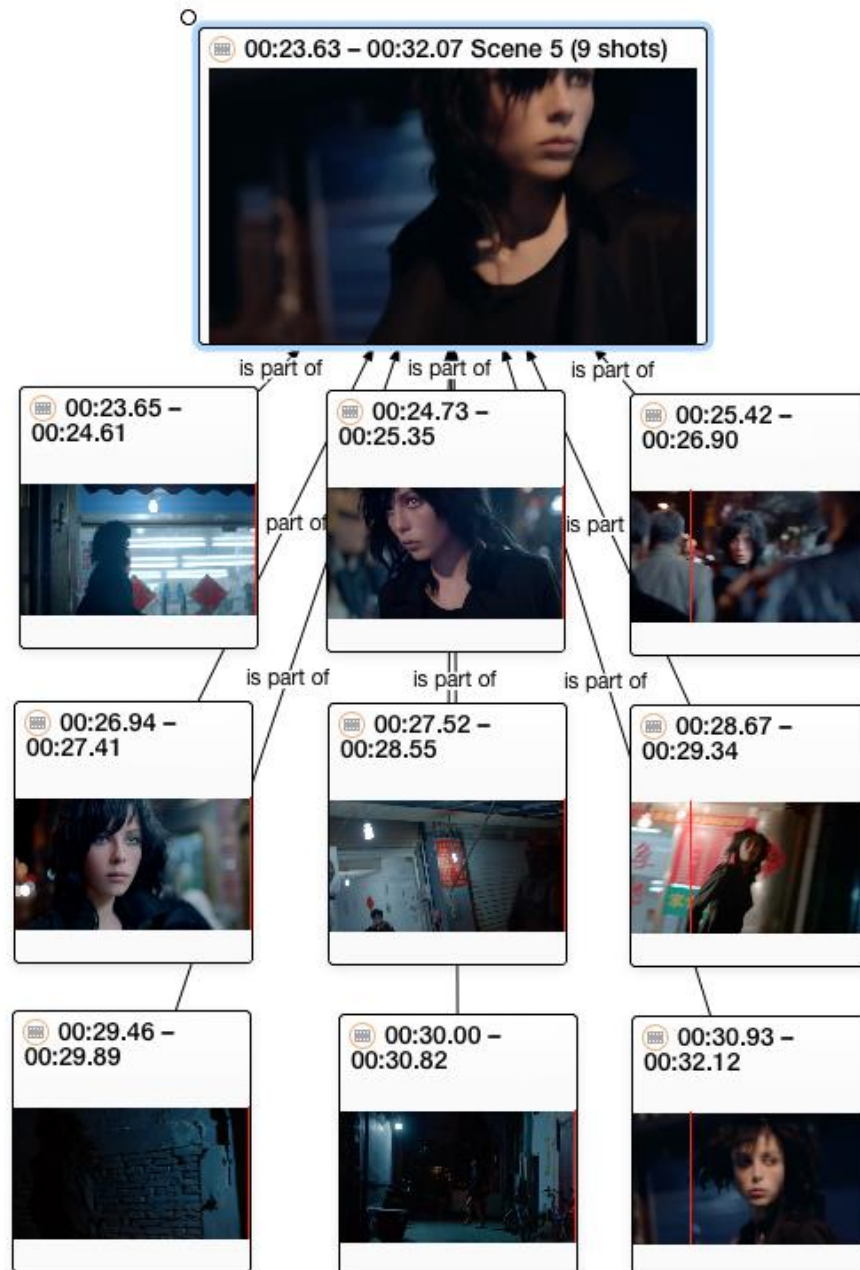 00:23.63 – 00:32.07 Scene 5 (9 shots)
is part of
is part of
is part of
00:23.65 –
00:24.61
00:24.73 –
00:25.35
00:25.42 –
00:26.90
part of
is part
is part of
is part of
is part of
00:26.94 –
00:27.41
00:27.52 –
00:28.55
00:28.67 –
00:29.34
00:29.46 –
00:29.89
00:30.00 –
00:30.82
00:30.93 –
00:32.12